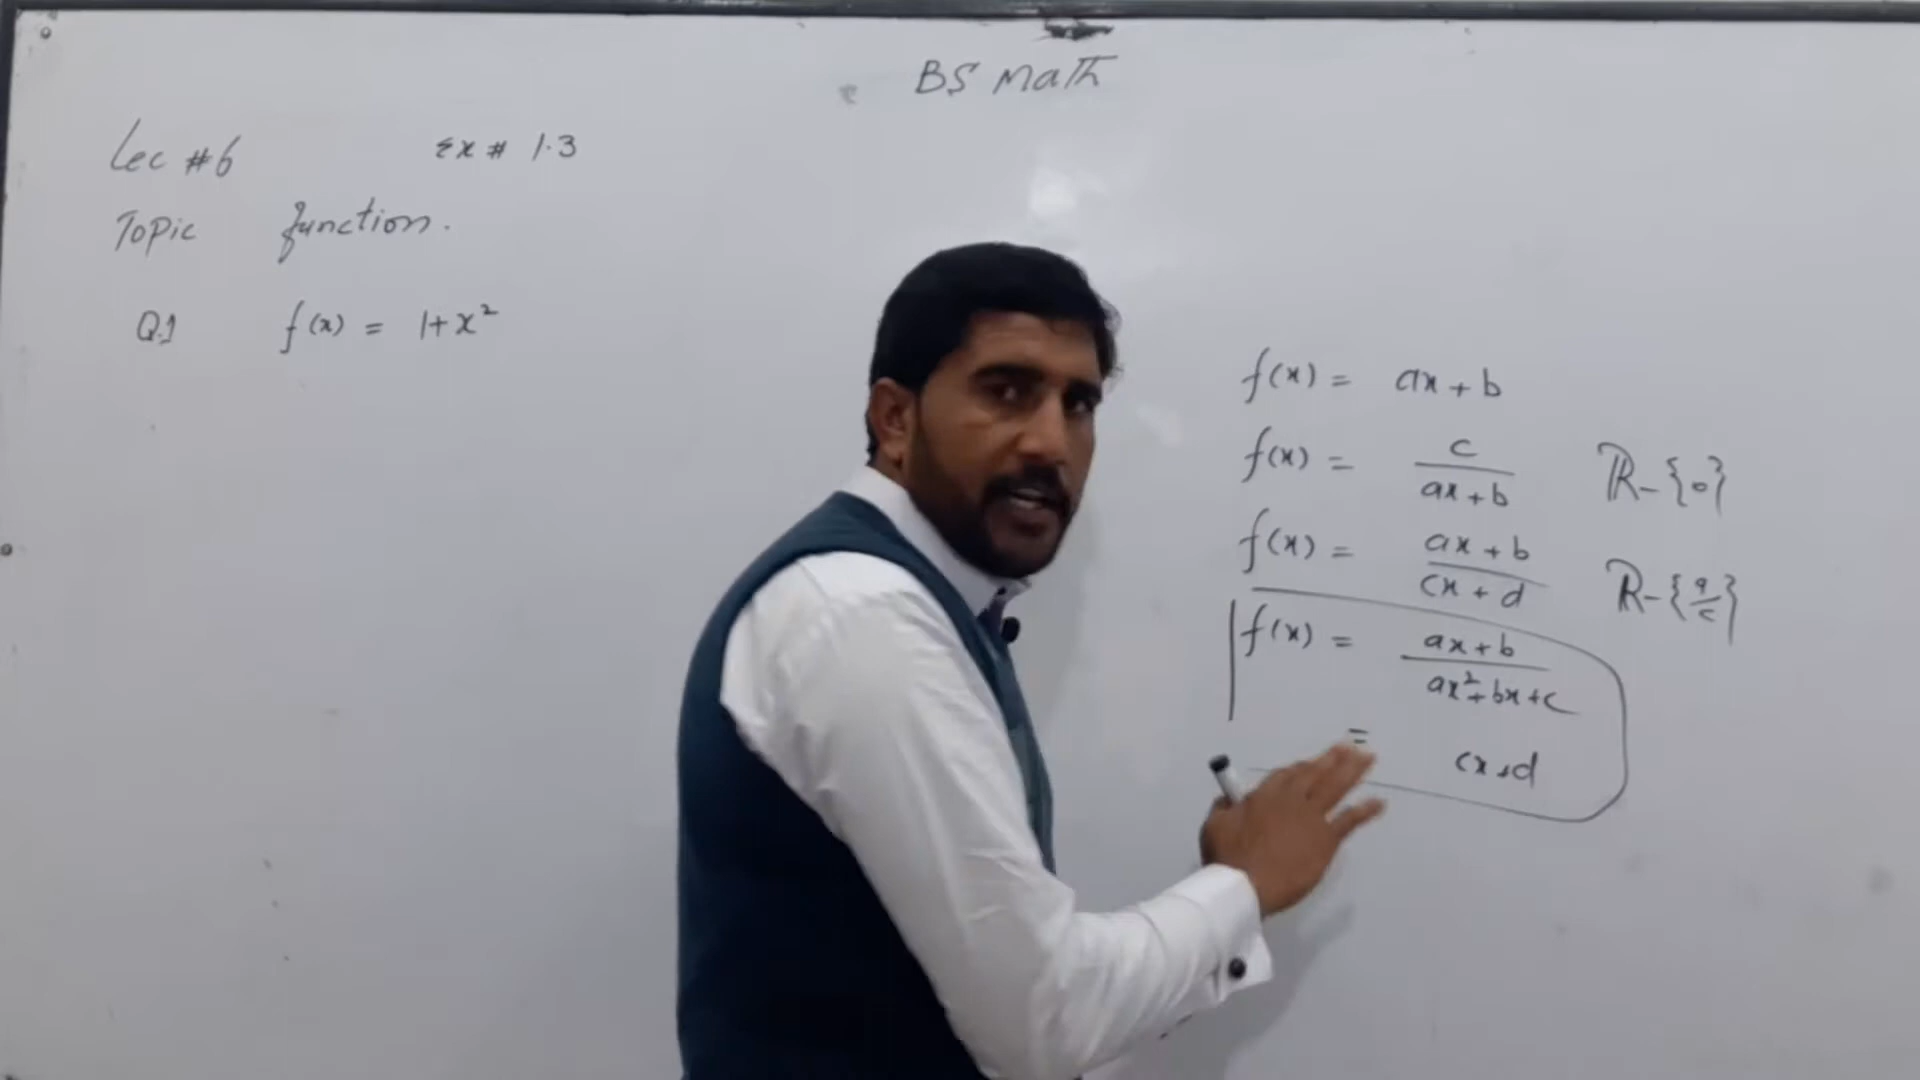 BS Math
Lec #6 Ex # 1.3
Topic function.
Q.1 f(x) = 1+x²
f(x) = ax + b
f(x) = c/(ax + b) R-{0}
f(x) = (ax + b)/(cx + d) R-{a/c}
f(x) = (ax + b)/(ax² + bx + c)
= cx + d